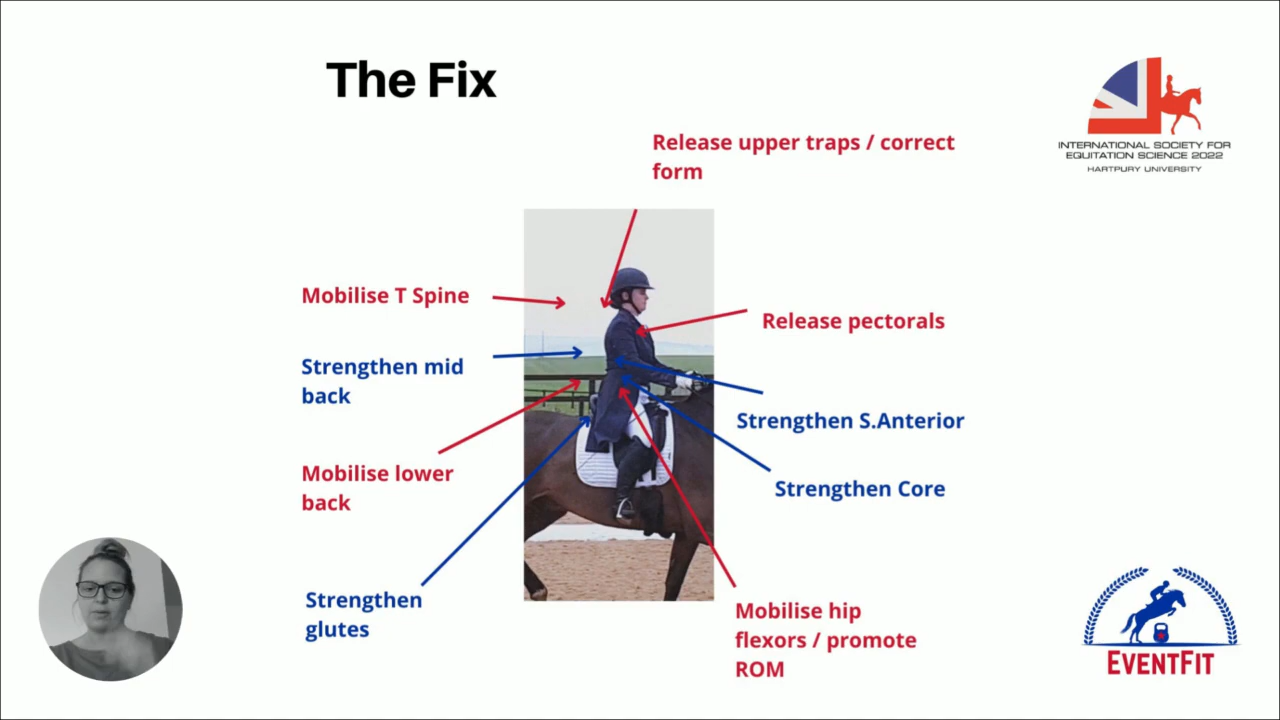 The Fix
INTERNATIONAL SOCIETY FOR
EQUITATION SCIENCE 2022
HARTPURY UNIVERSITY
Release upper traps / correct
form
Mobilise T Spine
Release pectorals
Strengthen mid
back
Strengthen S.Anterior
Mobilise lower
back
Strengthen Core
Strengthen
glutes
Mobilise hip
flexors / promote
ROM
EVENTFIT